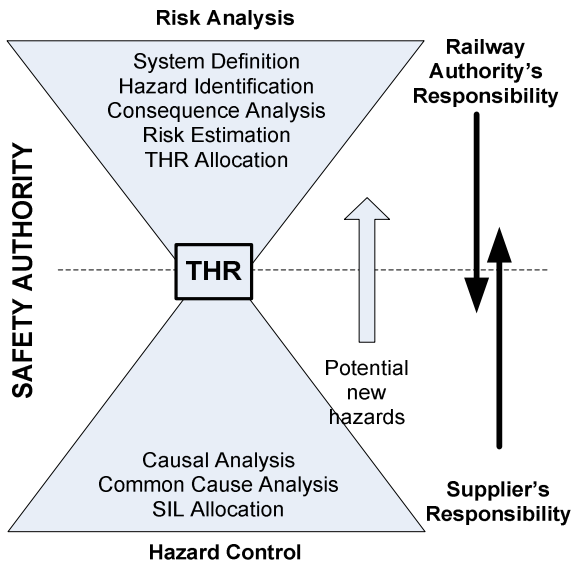 Risk Analysis
System Definition
Hazard Identification
Consequence Analysis
Risk Estimation
THR Allocation
Railway
Authority's
Responsibility
SAFETY AUTHORITY
THR
Potential
new
hazards
Causal Analysis
Common Cause Analysis
SIL Allocation
Supplier's
Responsibility
Hazard Control